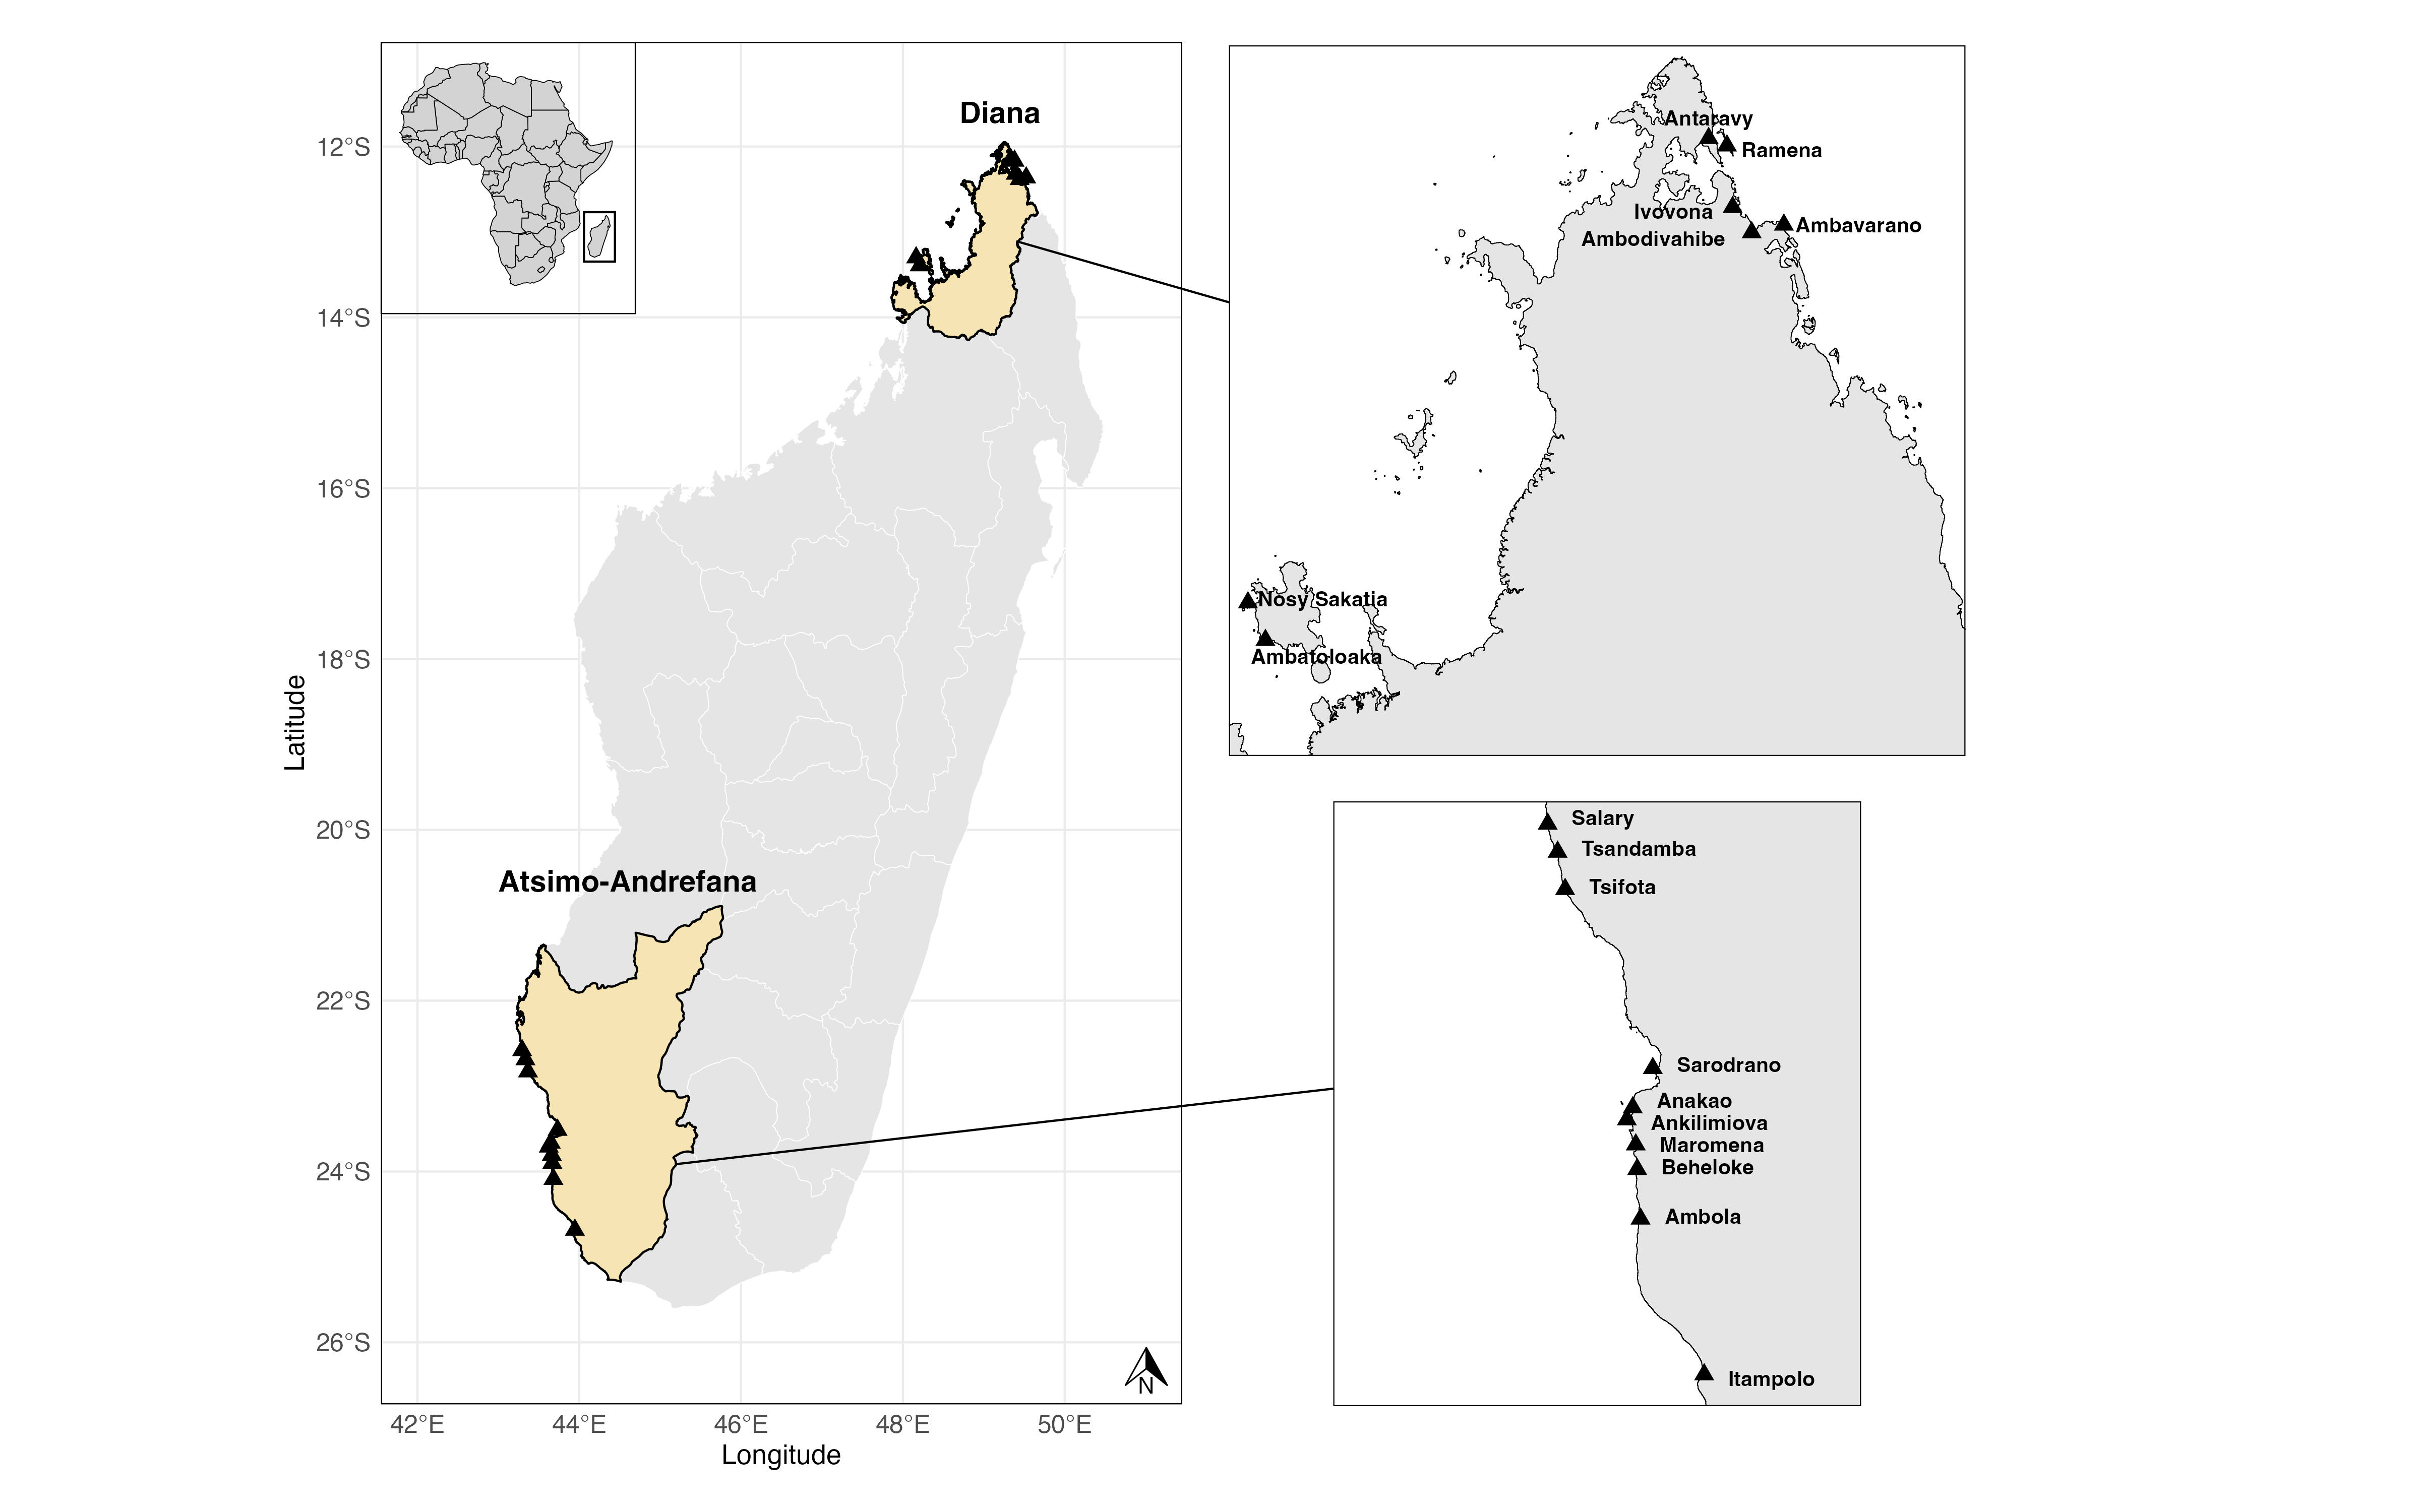 Diana
12°S
14°S
16°S
18°S
20°S
22°S
24°S
26°S
Latitude
Atsimo-Andrefana
N
42°E
44°E
46°E
48°E
50°E
Longitude
Antaravy
Ramena
Ivovona
Ambavarano
Ambodivahibe
Nosy Sakatia
Ambatoloaka
Salary
Tsandamba
Tsifota
Sarodrano
Anakao
Ankilimiova
Maromena
Beheloke
Ambola
Itampolo